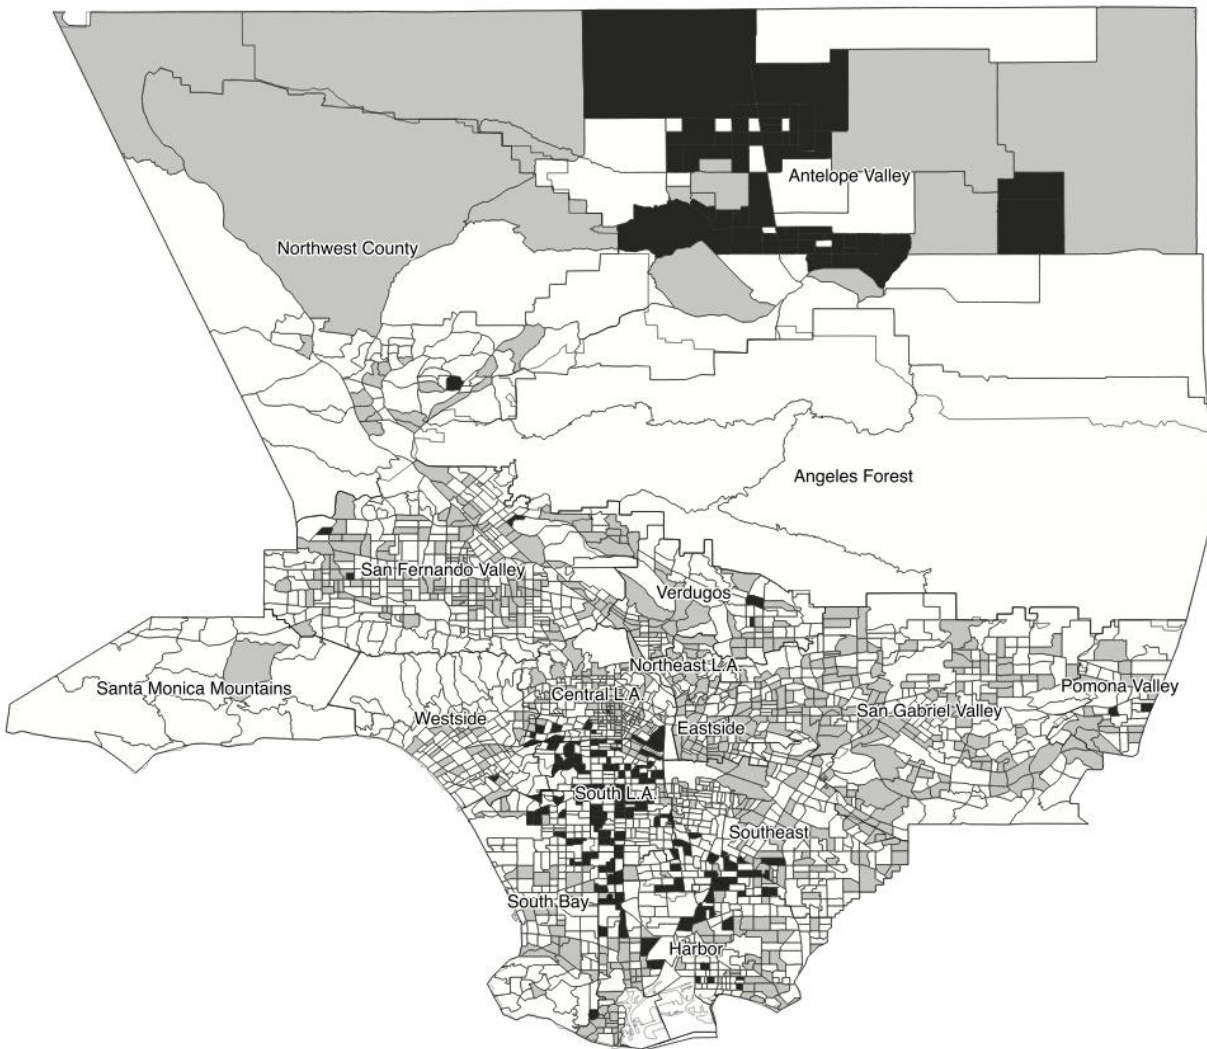 Antelope Valley
Northwest County
Angeles Forest
San Fernando Valley
Verdugos
Northeast L.A.
Santa Monica Mountains
Central L.A.
Pomona Valley
Westside
San Gabriel Valley
Eastside
South L.A.
Southeast
South Bay
Harbor